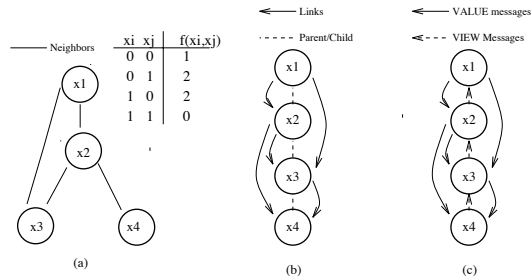 Neighbors
xi xj f(xi,xj)
0 0 1
0 1 2
1 0 2
1 1 0
x1
x2
x3
x4
(a)
Links
Parent/Child
x1
x2
x3
x4
(b)
VALUE messages
VIEW Messages
x1
x2
x3
x4
(c)